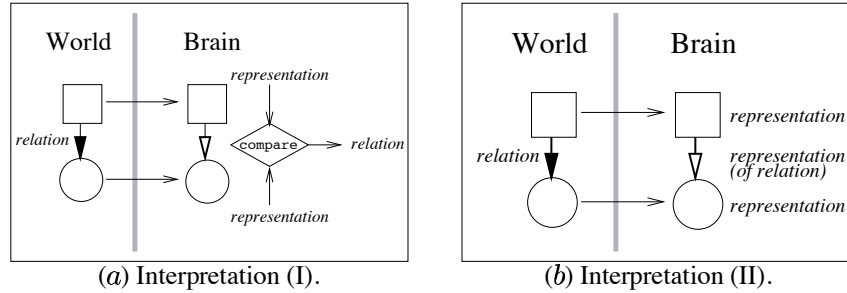 World Brain
representation
relation
compare
relation
representation
(a) Interpretation (I).
World Brain
representation
relation
representation
(of relation)
representation
(b) Interpretation (II).